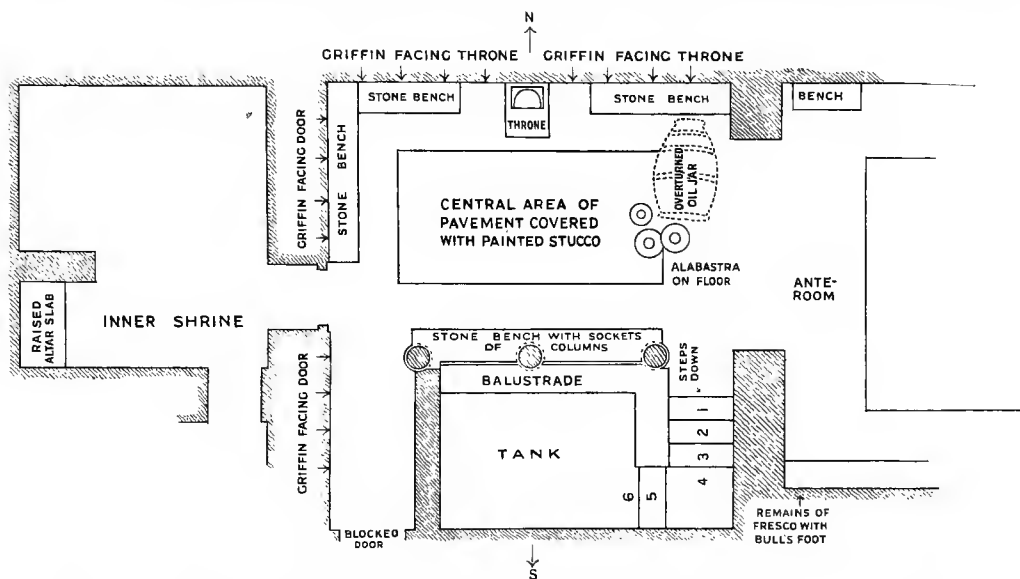 N
GRIFFIN FACING THRONE
GRIFFIN FACING THRONE
STONE BENCH
THRONE
STONE BENCH
BENCH
GRIFFIN FACING DOOR
STONE BENCH
OVERTURNED
OIL JAR
CENTRAL AREA OF
PAVEMENT COVERED
WITH PAINTED STUCCO
ALABASTRA
ON FLOOR
ANTE-
ROOM
RAISED
ALTAR SLAB
INNER SHRINE
STONE BENCH WITH SOCKETS
OF COLUMNS
BALUSTRADE
STEPS
DOWN
1
2
3
4
5
6
TANK
GRIFFIN FACING DOOR
BLOCKED
DOOR
REMAINS OF
FRESCO WITH
BULL'S FOOT
S